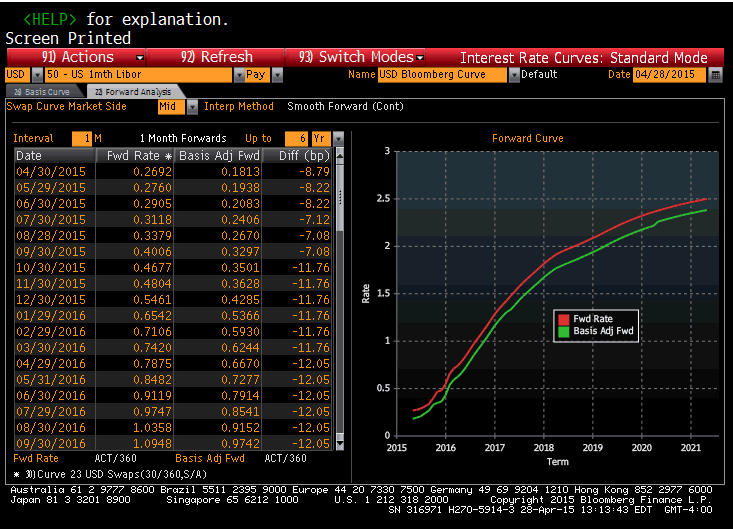 <HELP> for explanation.
Screen Printed
91) Actions 92) Refresh 93) Switch Modes Interest Rate Curves: Standard Mode
USD 50 - US 1mth Libor Pay Name USD Bloomberg Curve Default Date 04/28/2015
21) Basis Curve 22) Forward Analysis
Swap Curve Market Side Mid Interp Method Smooth Forward (Cont)
Interval 1 M 1 Month Forwards Up to 6 Yr
Date Fwd Rate * Basis Adj Fwd Diff (bp)
04/30/2015 0.2692 0.1813 -8.79
05/29/2015 0.2760 0.1938 -8.22
06/30/2015 0.2905 0.2083 -8.22
07/30/2015 0.3118 0.2406 -7.12
08/28/2015 0.3379 0.2670 -7.08
09/30/2015 0.4006 0.3297 -7.08
10/30/2015 0.4677 0.3501 -11.76
11/30/2015 0.4804 0.3628 -11.76
12/30/2015 0.5461 0.4285 -11.76
01/29/2016 0.6542 0.5366 -11.76
02/29/2016 0.7106 0.5930 -11.76
03/30/2016 0.7420 0.6244 -11.76
04/29/2016 0.7875 0.6670 -12.05
05/31/2016 0.8482 0.7277 -12.05
06/30/2016 0.9119 0.7914 -12.05
07/29/2016 0.9747 0.8541 -12.05
08/30/2016 1.0358 0.9152 -12.05
09/30/2016 1.0948 0.9742 -12.05
Fwd Rate ACT/360 Basis Adj Fwd ACT/360
* 30) Curve 23 USD Swaps(30/360,S/A)
Forward Curve
3
2.5
2
1.5
1
0.5
0
Rate
Fwd Rate
Basis Adj Fwd
2015 2016 2017 2018 2019 2020 2021
Term
Australia 61 2 9777 8600 Brazil 5511 2395 9000 Europe 44 20 7330 7500 Germany 49 69 9204 1210 Hong Kong 852 2977 6000
Japan 81 3 3201 8900 Singapore 65 6212 1000 U.S. 1 212 318 2000 Copyright 2015 Bloomberg Finance L.P.
SN 316971 H270-5914-3 28-Apr-15 13:13:43 EDT GMT-4:00